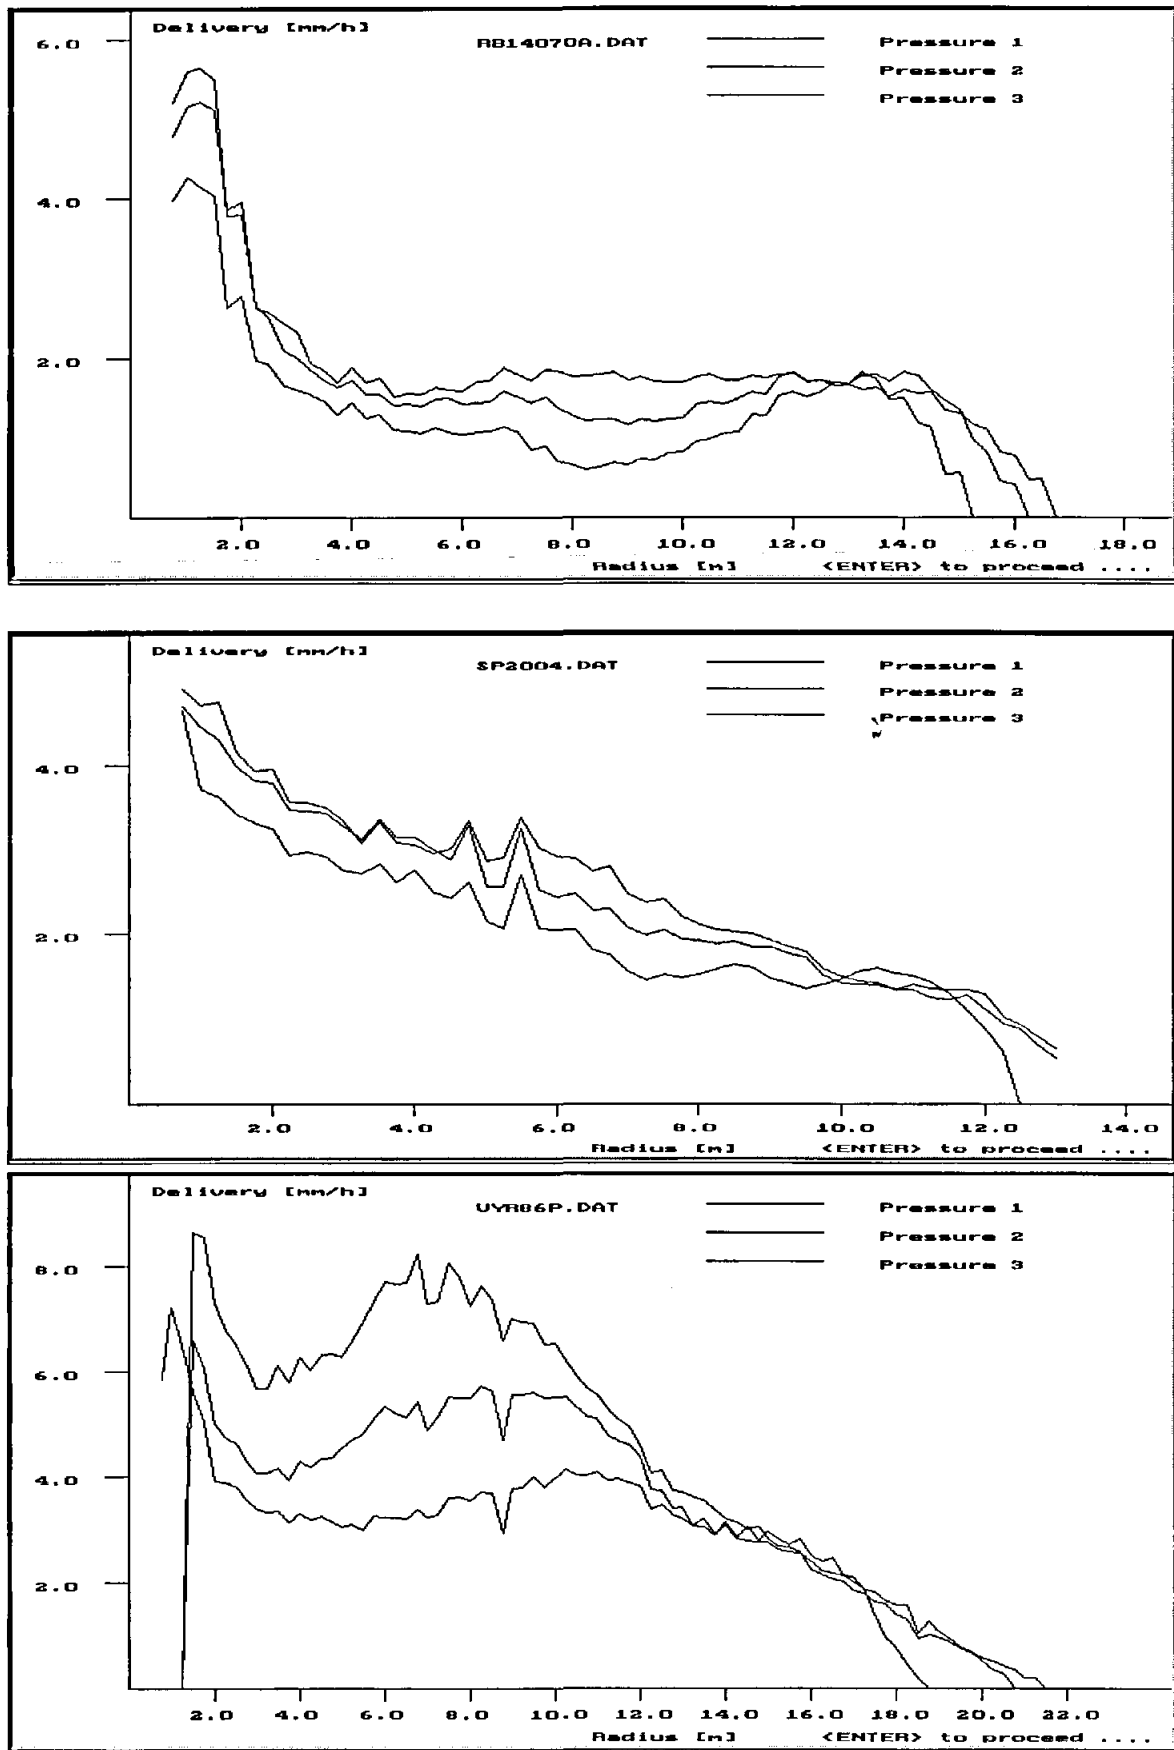 Delivery [mm/h]
6.0
RB14070A.DAT
Pressure 1
Pressure 2
Pressure 3
4.0
2.0
2.0 4.0 6.0 8.0 10.0 12.0 14.0 16.0 18.0
Radius [m] <ENTER> to proceed ....
Delivery [mm/h]
SP2004.DAT
Pressure 1
Pressure 2
Pressure 3
4.0
2.0
2.0 4.0 6.0 8.0 10.0 12.0 14.0
Radius [m] <ENTER> to proceed ....
Delivery [mm/h]
VYR86P.DAT
Pressure 1
Pressure 2
Pressure 3
8.0
6.0
4.0
2.0
2.0 4.0 6.0 8.0 10.0 12.0 14.0 16.0 18.0 20.0 22.0
Radius [m] <ENTER> to proceed ....